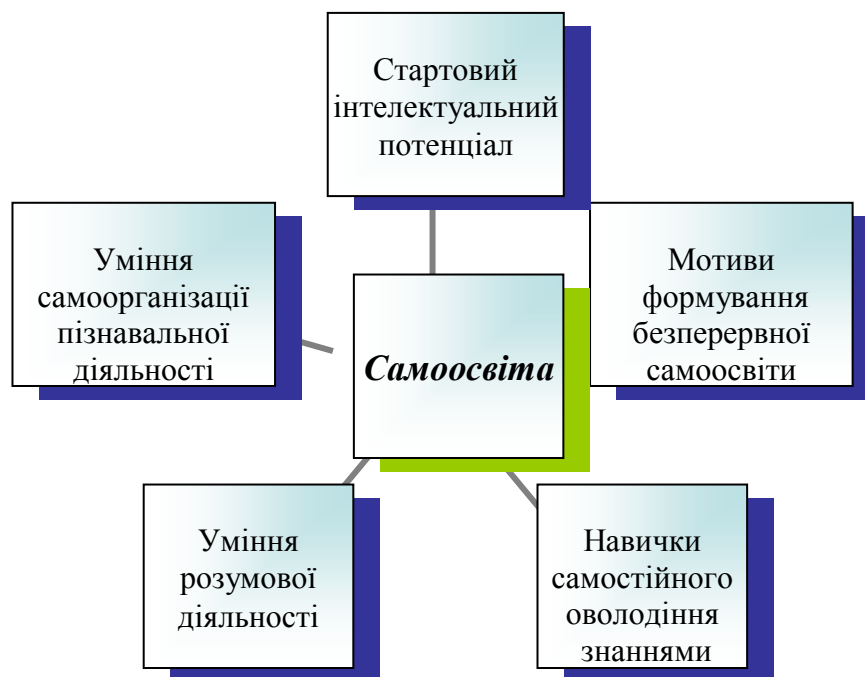 Стартовий
інтелектуальний
потенціал
Уміння
самоорганізації
пізнавальної
діяльності
Мотиви
формування
безперервної
самоосвіти
Самоосвіта
Уміння
розумової
діяльності
Навички
самостійного
оволодіння
знаннями